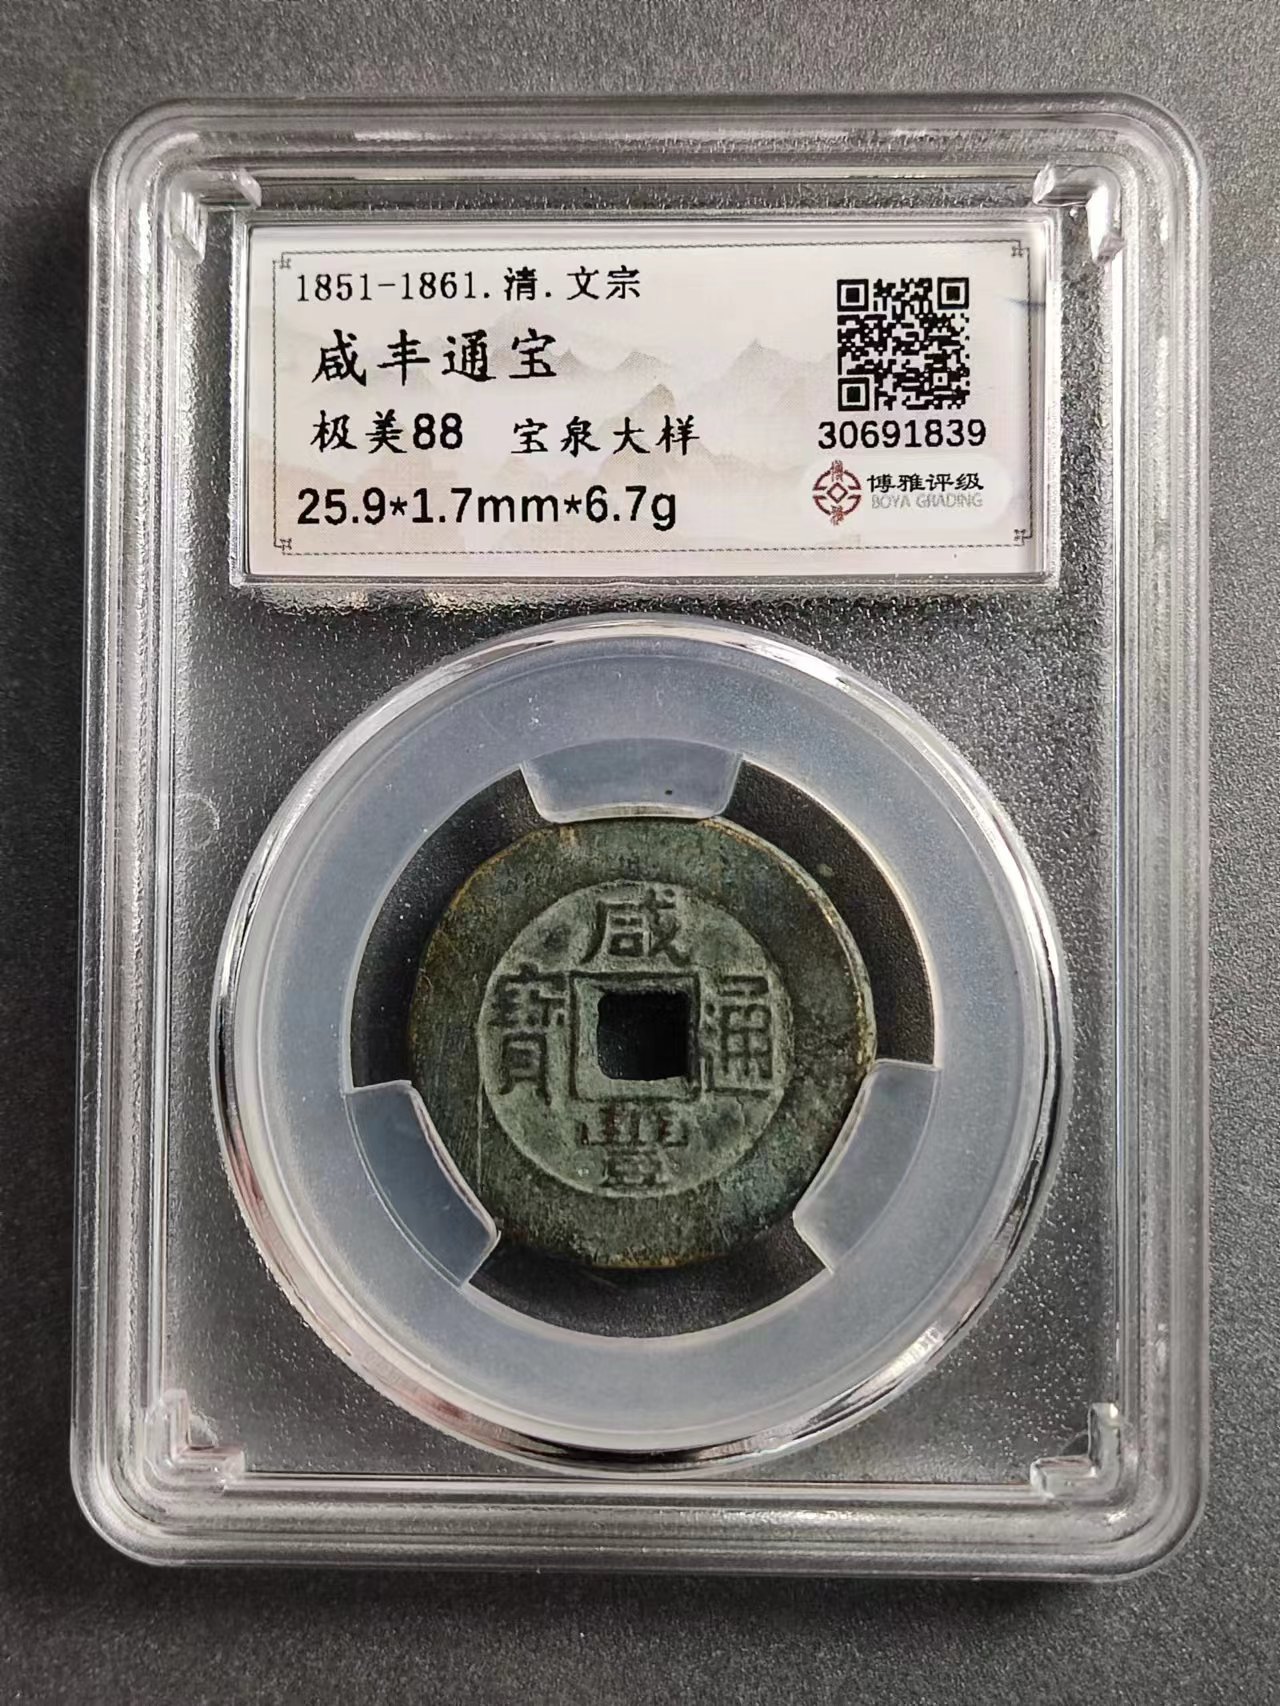 1851-1861.清.文宗
咸丰通宝
极美88 宝泉大样
25.9*1.7mm*6.7g
30691839
博雅评级
BOYA GRADING
咸
寶 通
豐